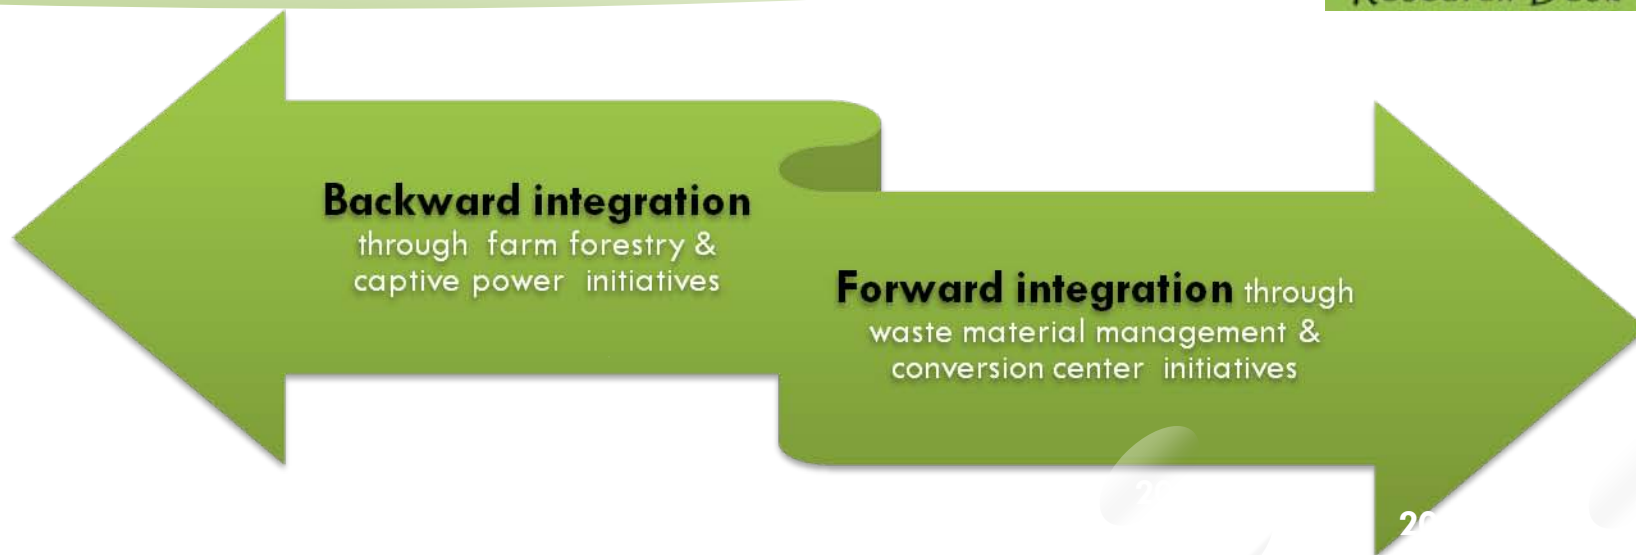 Backward integration
through farm forestry &
captive power initiatives
Forward integration through
waste material management &
conversion center initiatives